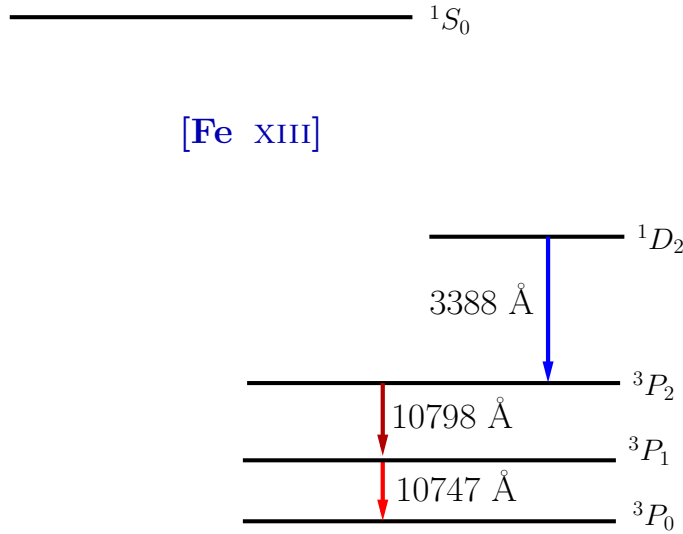 ¹S₀
[Fe XIII]
¹D₂
3388 Å
³P₂
10798 Å
³P₁
10747 Å
³P₀